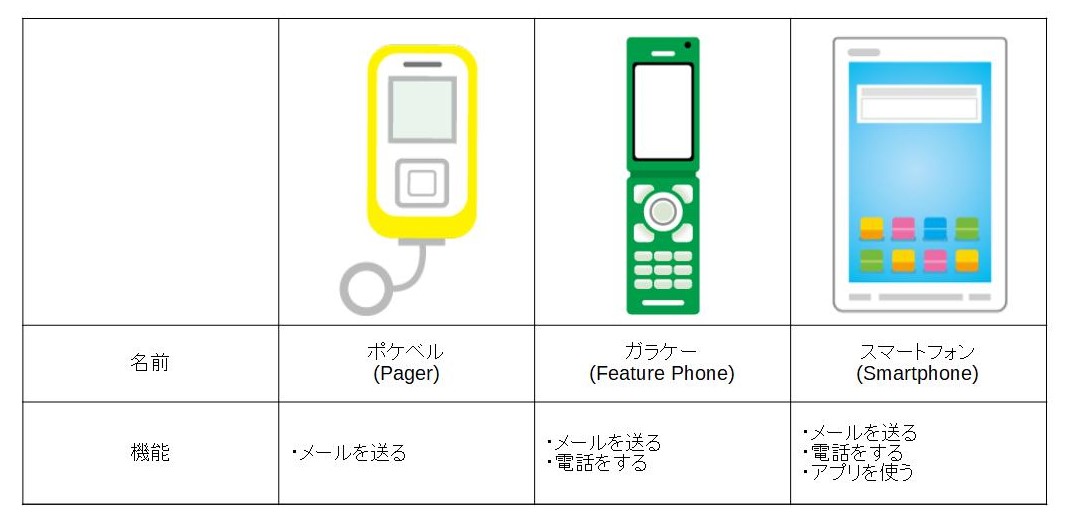 名前
ポケベル
(Pager)
ガラケー
(Feature Phone)
スマートフォン
(Smartphone)
機能
・メールを送る
・メールを送る
・電話をする
・メールを送る
・電話をする
・アプリを使う